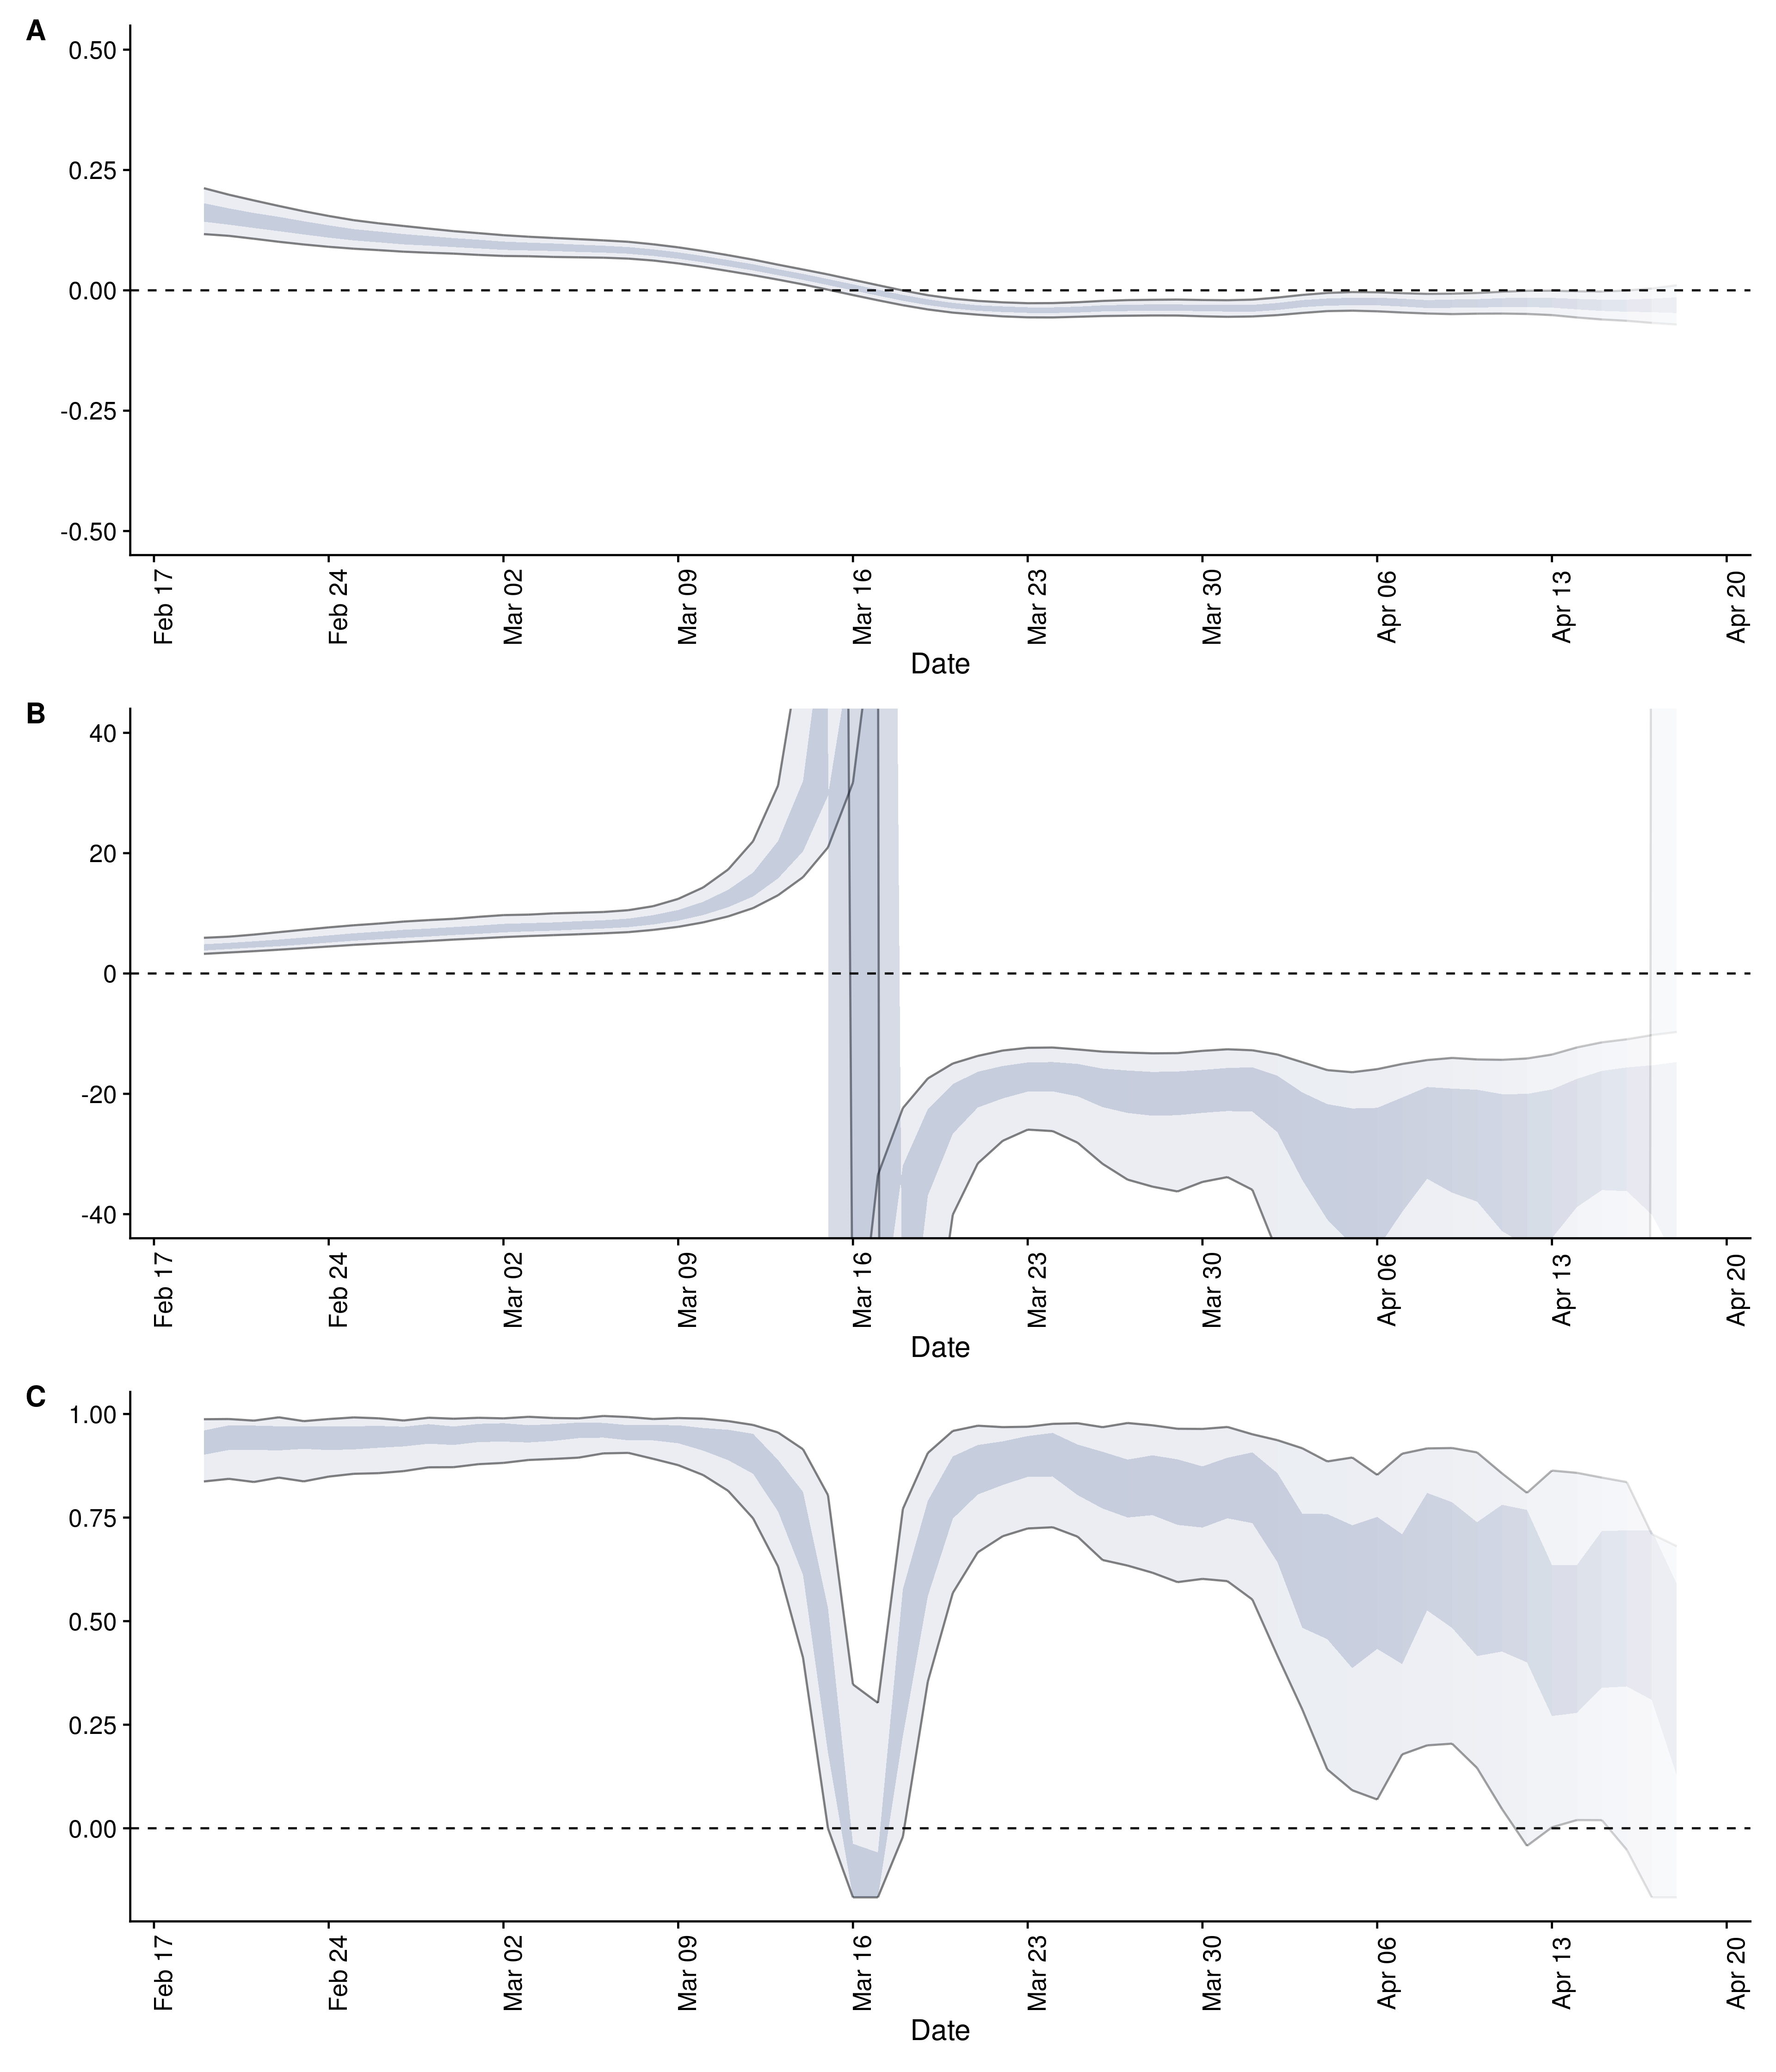 A
0.50
0.25
0.00
-0.25
-0.50
Feb 17
Feb 24
Mar 02
Mar 09
Mar 16
Mar 23
Mar 30
Apr 06
Apr 13
Apr 20
Date
B
40
20
0
-20
-40
Feb 17
Feb 24
Mar 02
Mar 09
Mar 16
Mar 23
Mar 30
Apr 06
Apr 13
Apr 20
Date
C
1.00
0.75
0.50
0.25
0.00
Feb 17
Feb 24
Mar 02
Mar 09
Mar 16
Mar 23
Mar 30
Apr 06
Apr 13
Apr 20
Date